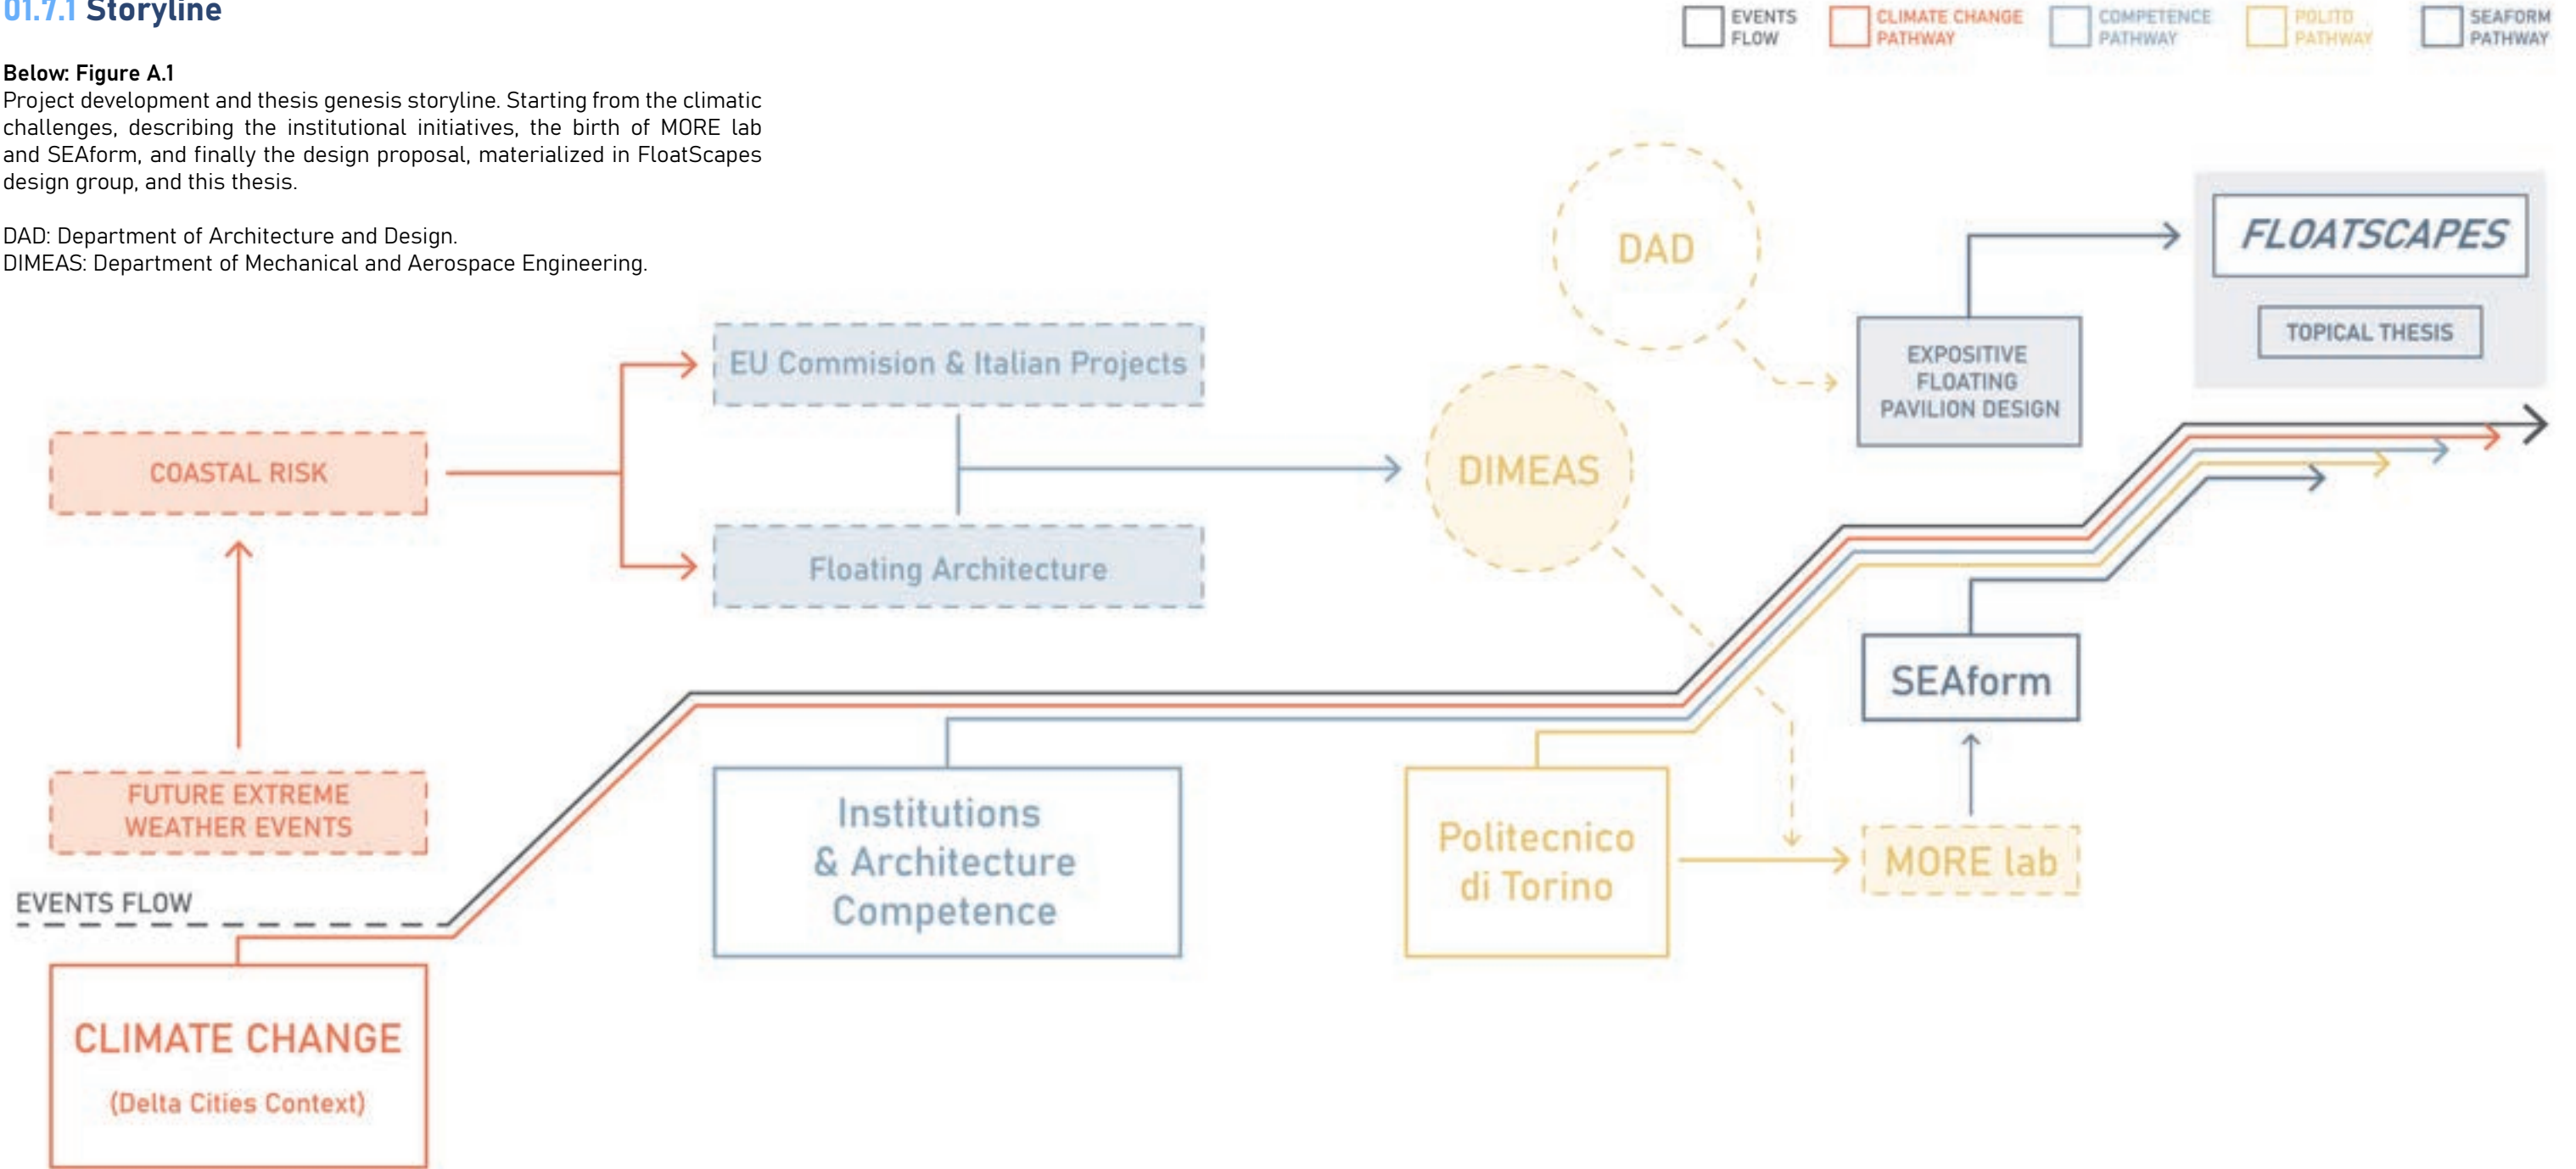 01.7.1 Storyline
EVENTS
FLOW
CLIMATE CHANGE
PATHWAY
COMPETENCE
PATHWAY
POLITO
PATHWAY
SEAFORM
PATHWAY
Below: Figure A.1
Project development and thesis genesis storyline. Starting from the climatic
challenges, describing the institutional initiatives, the birth of MORE lab
and SEAform, and finally the design proposal, materialized in FloatScapes
design group, and this thesis.
DAD: Department of Architecture and Design.
DIMEAS: Department of Mechanical and Aerospace Engineering.
DAD
FLOATSCAPES
TOPICAL THESIS
EXPOSITIVE
FLOATING
PAVILION DESIGN
EU Commision & Italian Projects
COASTAL RISK
DIMEAS
Floating Architecture
SEAform
FUTURE EXTREME
WEATHER EVENTS
Institutions
& Architecture
Competence
Politecnico
di Torino
MORE lab
EVENTS FLOW
CLIMATE CHANGE
(Delta Cities Context)